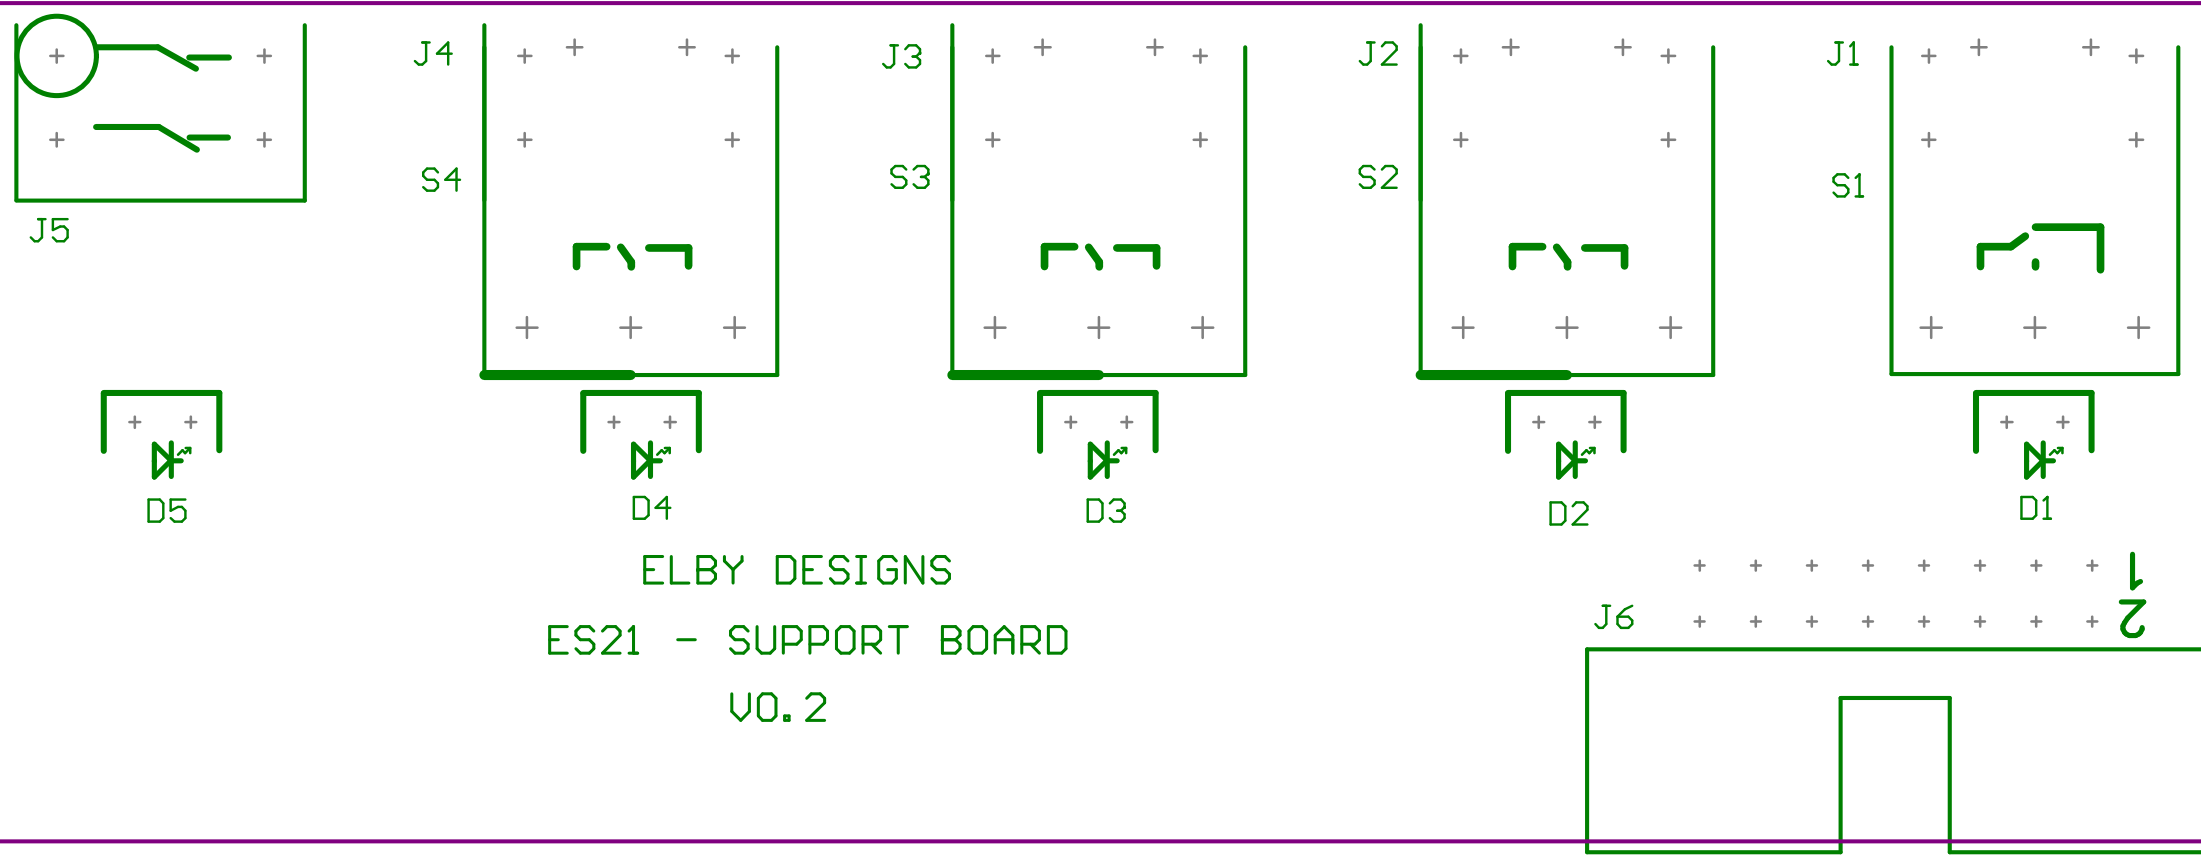 J4
J3
J2
J1
S4
S3
S2
S1
J5
D5
D4
D3
D2
D1
ELBY DESIGNS
1
J6
2
ES21 - SUPPORT BOARD
V0.2